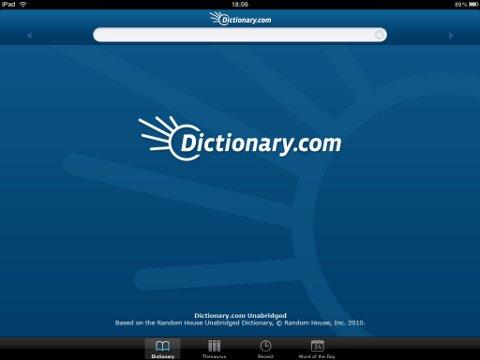 iPad 18:06 89%
Dictionary.com
Dictionary.com
Dictionary.com Unabridged
Based on the Random House Unabridged Dictionary, © Random House, Inc. 2010.
Dictionary Thesaurus Recent Word of the Day